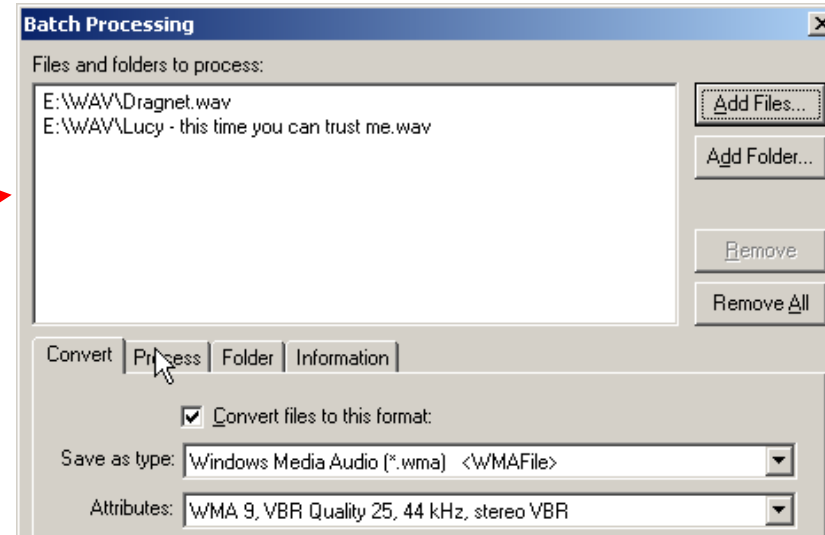 Batch Processing
Files and folders to process:
E:\WAV\Dragnet.wav
E:\WAV\Lucy - this time you can trust me.wav
Add Files...
Add Folder...
Remove
Remove All
Convert Process Folder Information
Convert files to this format:
Save as type: Windows Media Audio (*.wma) <WMAFile>
Attributes: WMA 9, VBR Quality 25, 44 kHz, stereo VBR